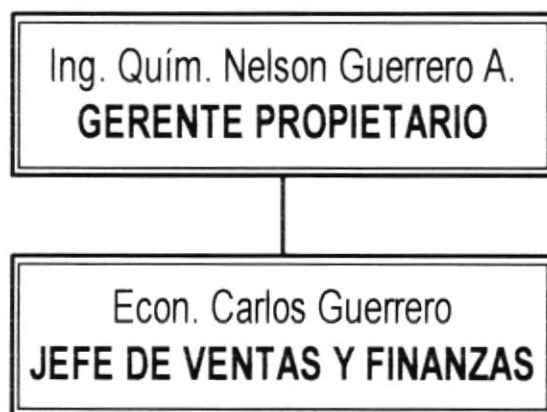 Ing. Quím. Nelson Guerrero A.
GERENTE PROPIETARIO
Econ. Carlos Guerrero
JEFE DE VENTAS Y FINANZAS